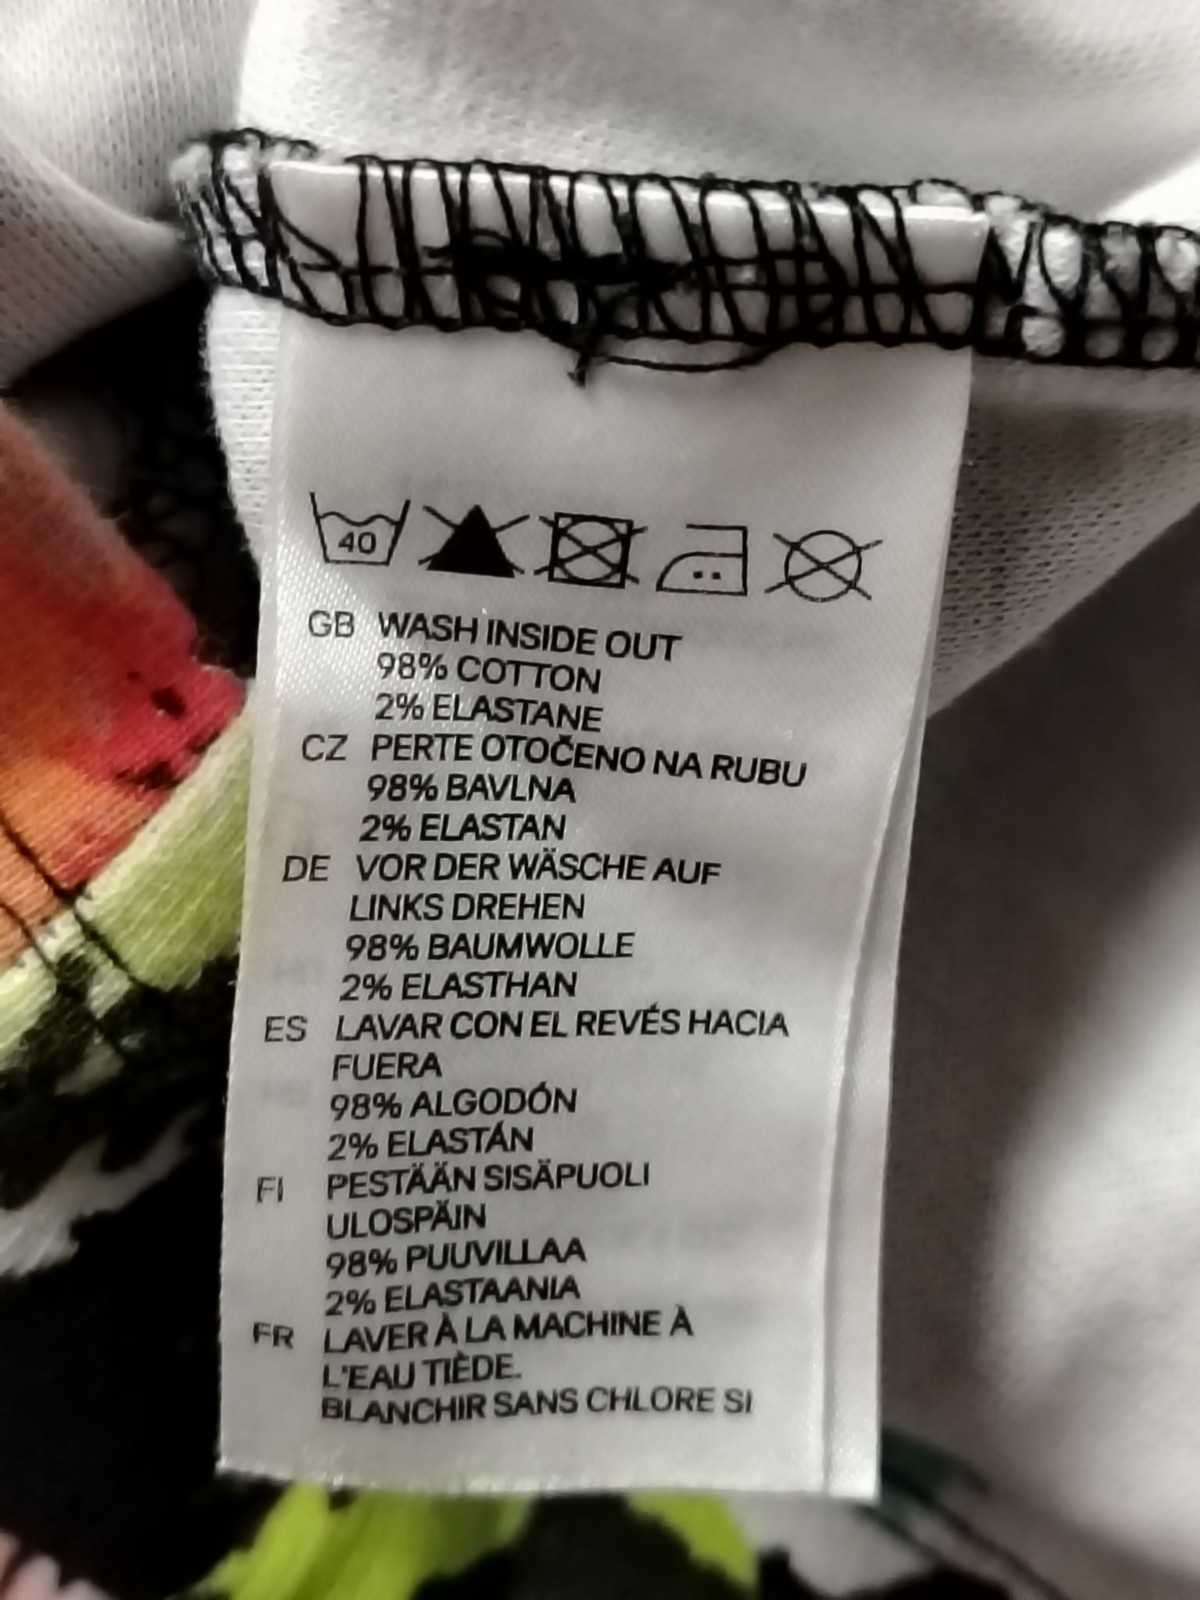 40
GB WASH INSIDE OUT
98% COTTON
2% ELASTANE
CZ PERTE OTOČENO NA RUBU
98% BAVLNA
2% ELASTAN
DE VOR DER WÄSCHE AUF
LINKS DREHEN
98% BAUMWOLLE
2% ELASTHAN
ES LAVAR CON EL REVÉS HACIA
FUERA
98% ALGODÓN
2% ELASTÁN
FI PESTÄÄN SISÄPUOLI
ULOSPÄIN
98% PUUVILLAA
2% ELASTAANIA
FR LAVER À LA MACHINE À
L'EAU TIÈDE.
BLANCHIR SANS CHLORE SI